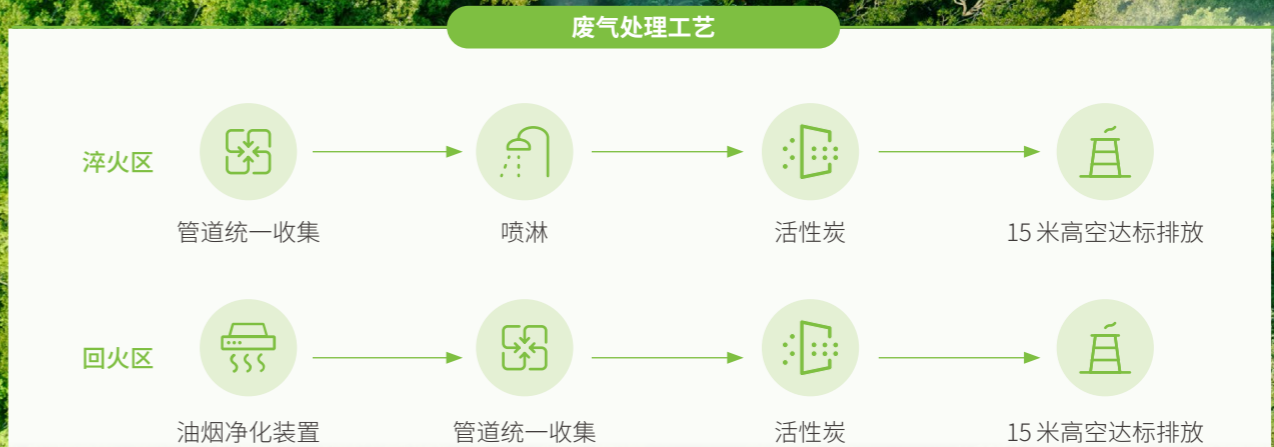 废气处理工艺
淬火区
管道统一收集
喷淋
活性炭
15 米高空达标排放
回火区
油烟净化装置
管道统一收集
活性炭
15 米高空达标排放